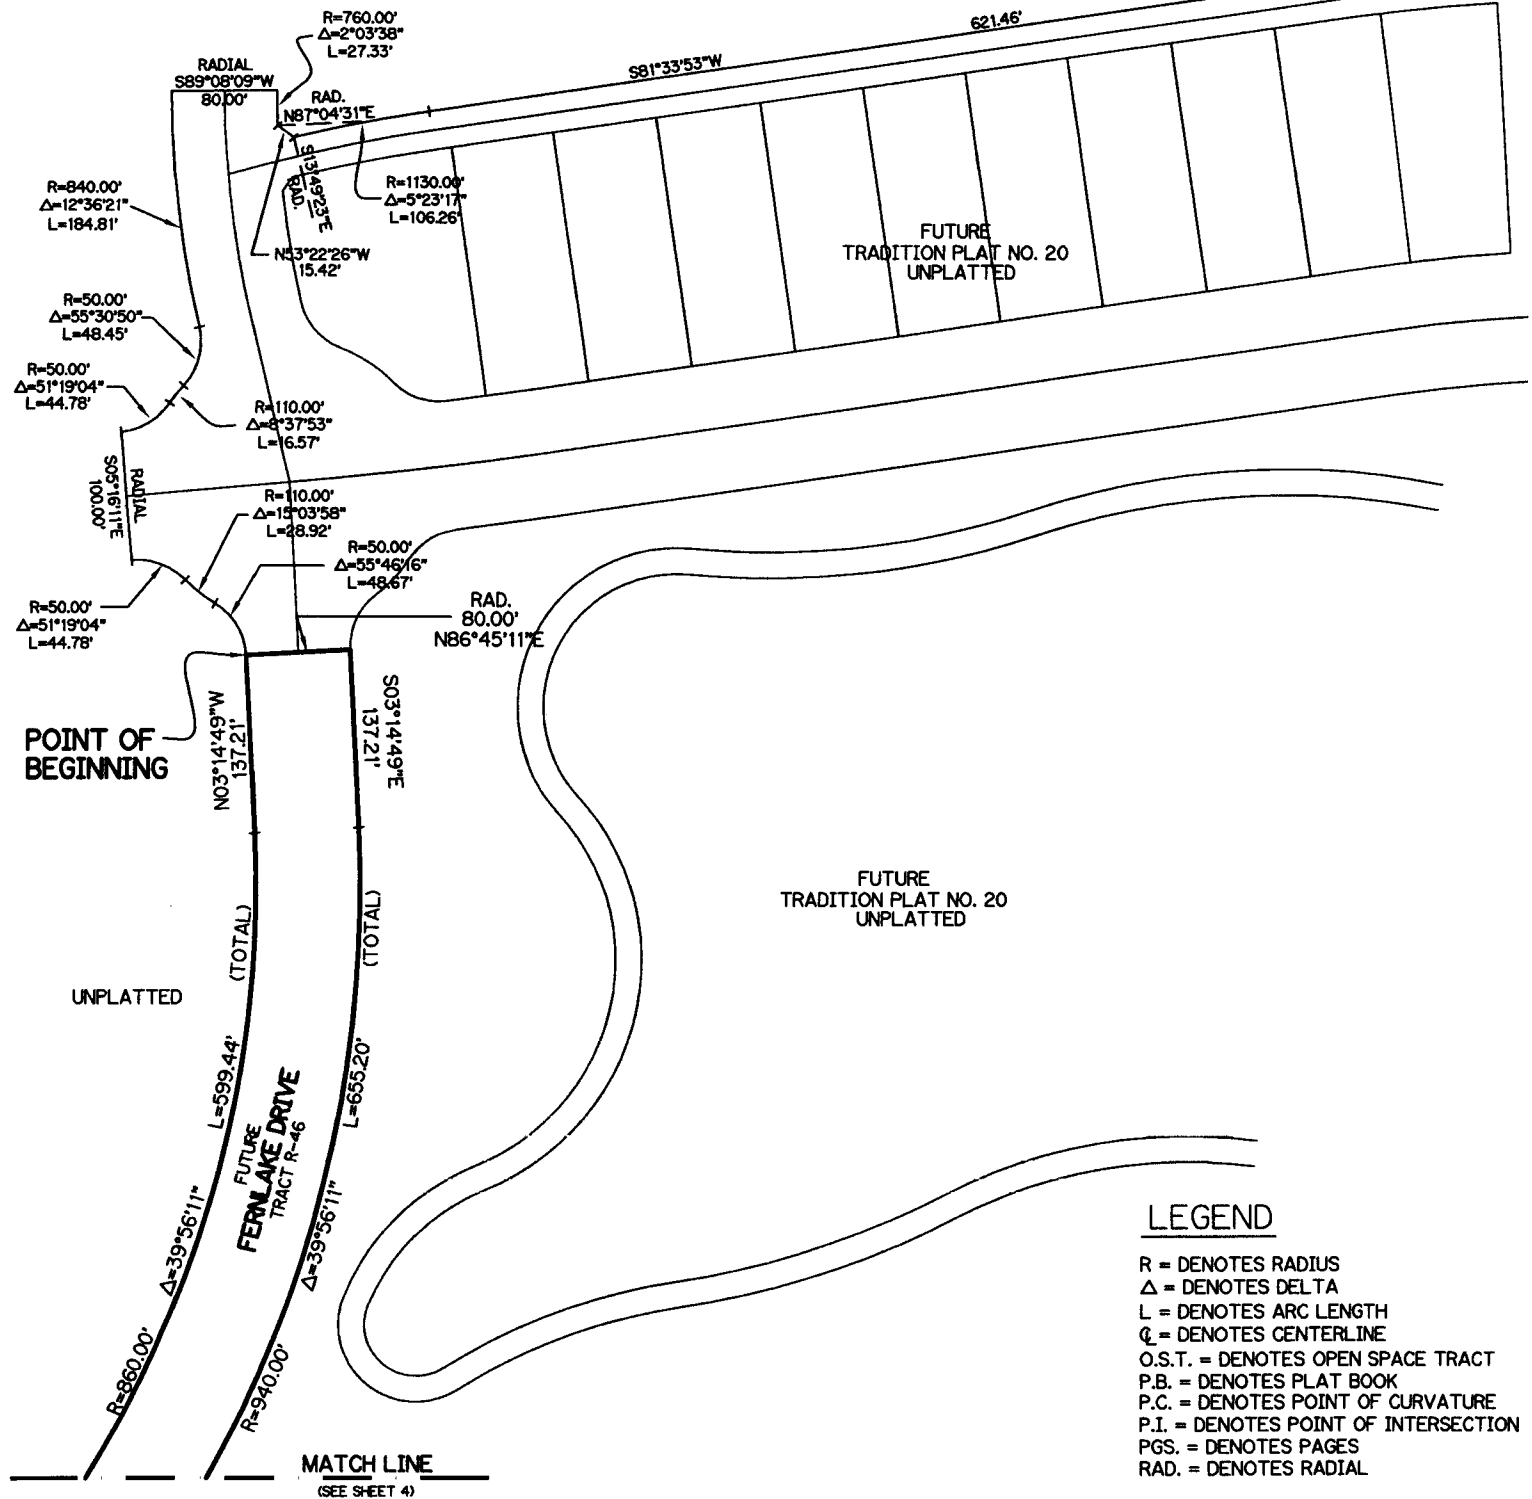 R=760.00'
Δ=2°03'38"
L=27.33'
621.46'
S81°33'53"W
RADIAL
S89°08'09"W
80.00'
RAD.
N87°04'31"E
S13°49'23"E
RAD.
R=840.00'
Δ=12°36'21"
L=184.81'
R=1130.00'
Δ=5°23'17"
L=106.26'
N53°22'26"W
15.42'
FUTURE
TRADITION PLAT NO. 20
UNPLATTED
R=50.00'
Δ=55°30'50"
L=48.45'
R=50.00'
Δ=51°19'04"
L=44.78'
R=110.00'
Δ=8°37'53"
L=16.57'
RADIAL
S05°16'11"E
100.00'
R=110.00'
Δ=15°03'58"
L=28.92'
R=50.00'
Δ=55°46'16"
L=48.67'
R=50.00'
Δ=51°19'04"
L=44.78'
RAD.
80.00'
N86°45'11"E
POINT OF
BEGINNING
N03°14'49"W
137.21'
S03°14'49"E
137.21'
(TOTAL)
(TOTAL)
UNPLATTED
FUTURE
TRADITION PLAT NO. 20
UNPLATTED
L=599.44'
L=655.20'
FUTURE
FERNLAKE DRIVE
TRACT R-46
Δ=39°56'11"
Δ=39°56'11"
R=860.00'
R=940.00'
MATCH LINE
(SEE SHEET 4)
LEGEND
R = DENOTES RADIUS
Δ = DENOTES DELTA
L = DENOTES ARC LENGTH
℄ = DENOTES CENTERLINE
O.S.T. = DENOTES OPEN SPACE TRACT
P.B. = DENOTES PLAT BOOK
P.C. = DENOTES POINT OF CURVATURE
P.I. = DENOTES POINT OF INTERSECTION
PGS. = DENOTES PAGES
RAD. = DENOTES RADIAL